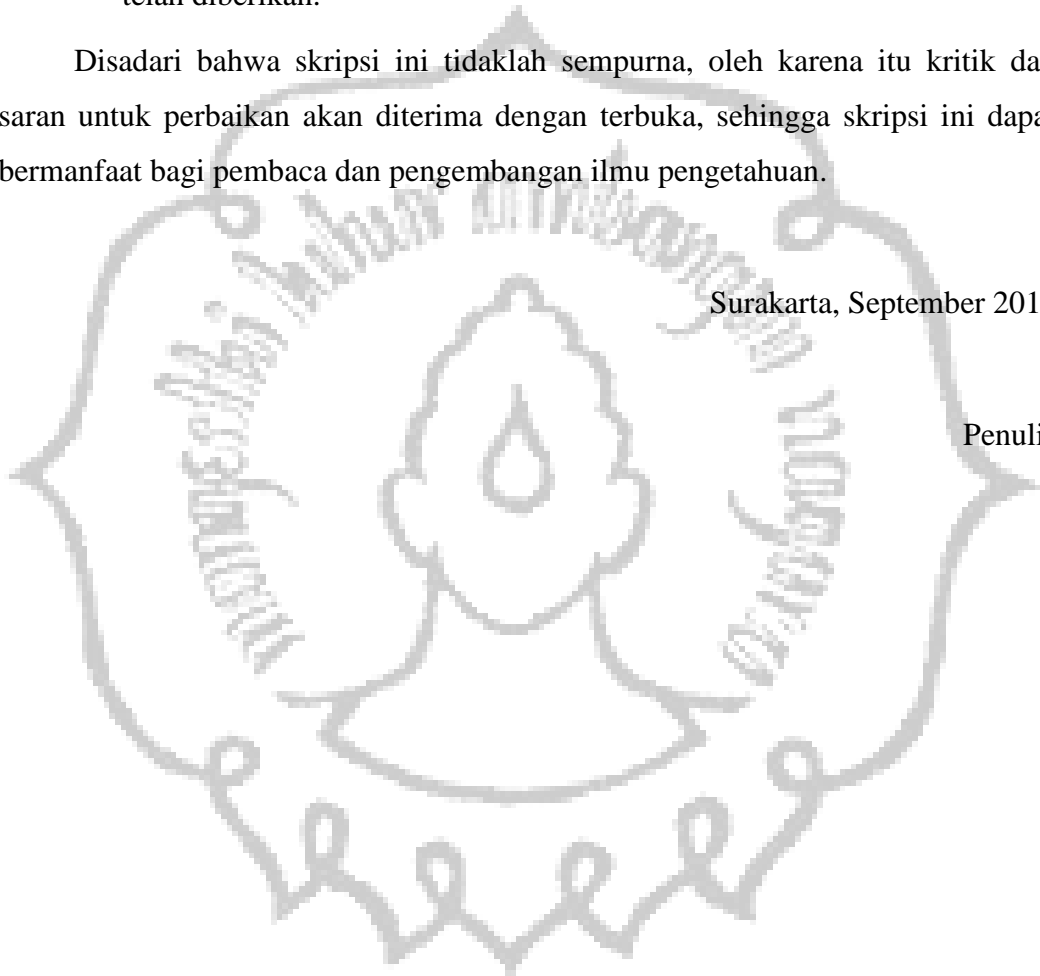 telah diberikan.
Disadari bahwa skripsi ini tidaklah sempurna, oleh karena itu kritik da
saran untuk perbaikan akan diterima dengan terbuka, sehingga skripsi ini dapa
bermanfaat bagi pembaca dan pengembangan ilmu pengetahuan.
Surakarta, September 201
Penuli